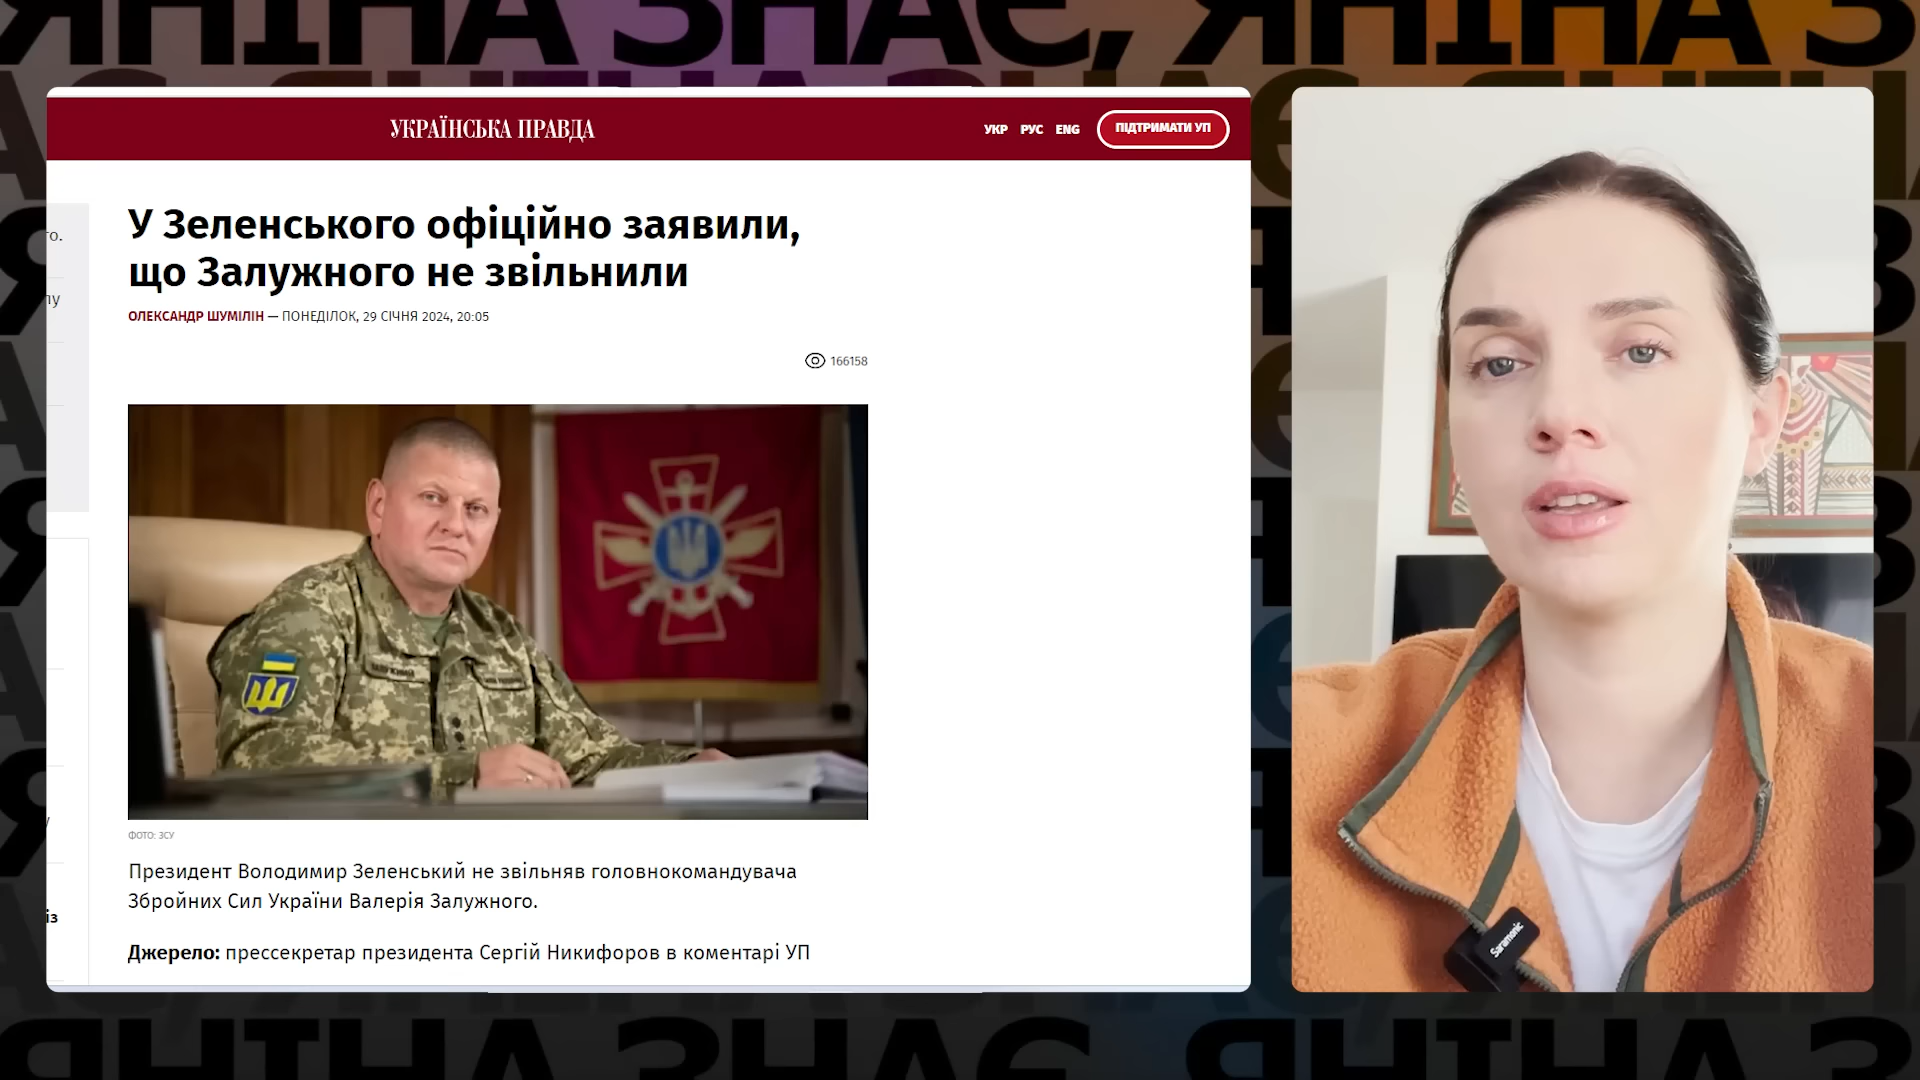 ЯНІНА ЗНАЄ, ЯНІНА З
УКРАЇНСЬКА ПРАВДА
УКР РУС ENG ПІДТРИМАТИ УП
У Зеленського офіційно заявили,
що Залужного не звільнили
ОЛЕКСАНДР ШУМІЛІН — ПОНЕДІЛОК, 29 СІЧНЯ 2024, 20:05
166158
ЗАЛУЖНИЙ
ФОТО: ЗСУ
Президент Володимир Зеленський не звільняв головнокомандувача
Збройних Сил України Валерія Залужного.
Джерело: прессекретар президента Сергій Никифоров в коментарі УП
Saramonic
ЯНІНА ЗНАЄ, ЯНІНА З